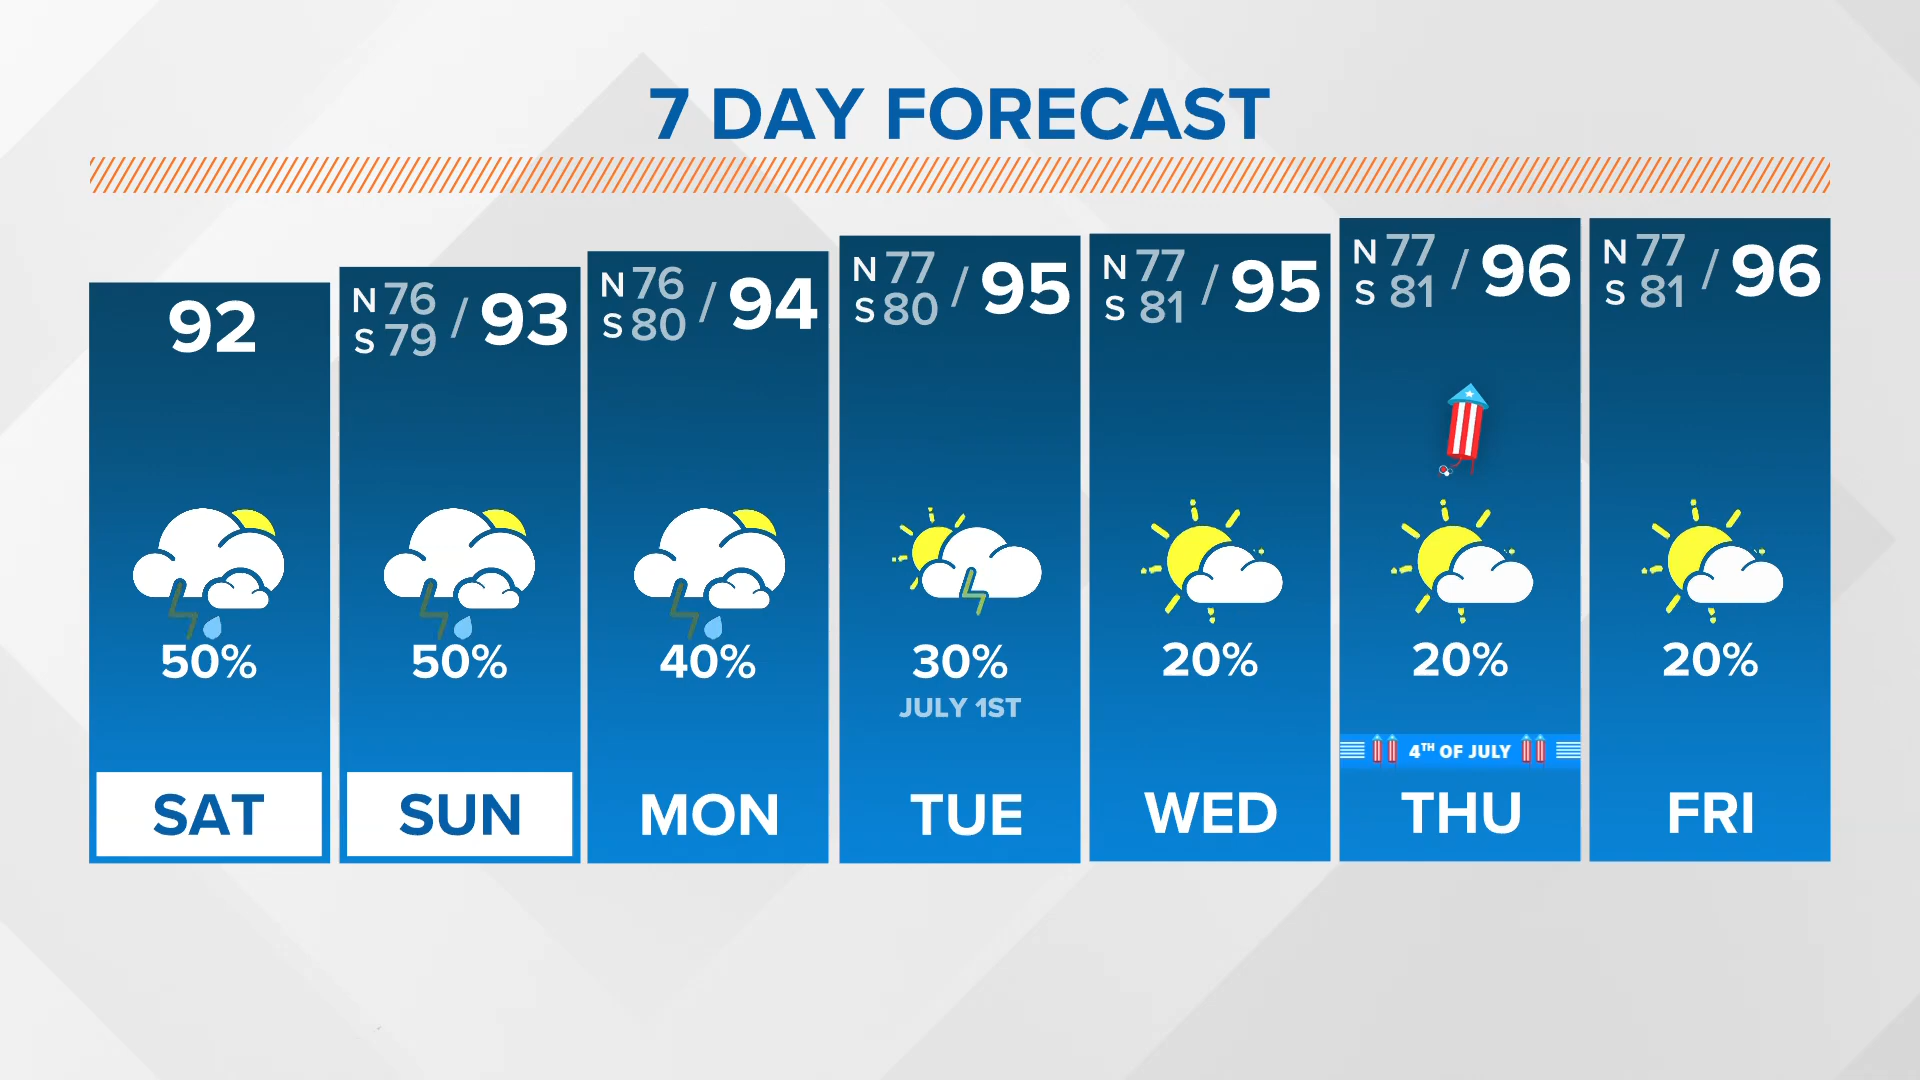 7 DAY FORECAST
92
50%
SAT
N 76
S 79 / 93
50%
SUN
N 76
S 80 / 94
40%
MON
N 77
S 80 / 95
30%
JULY 1ST
TUE
N 77
S 81 / 95
20%
WED
N 77
S 81 / 96
20%
4TH OF JULY
THU
N 77
S 81 / 96
20%
FRI